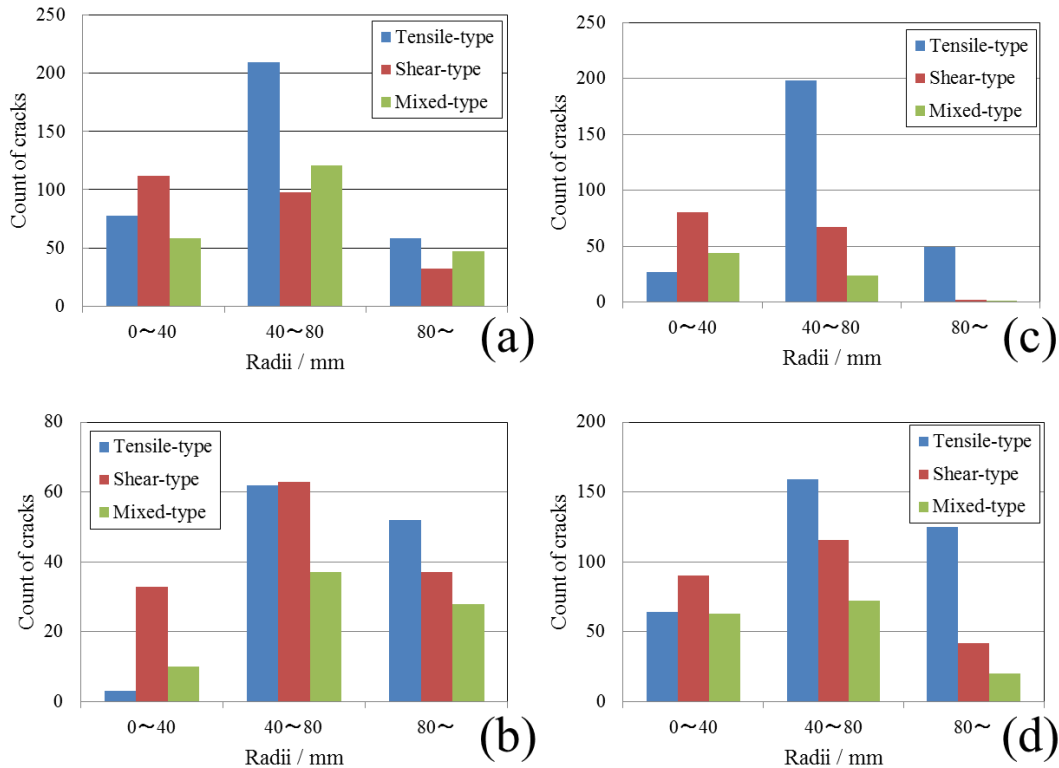 250
200
150
100
50
0
Count of cracks
Tensile-type
Shear-type
Mixed-type
0～40
40～80
80～
Radii / mm
(a)
250
200
150
100
50
0
Count of cracks
Tensile-type
Shear-type
Mixed-type
0～40
40～80
80～
Radii / mm
(c)
80
60
40
20
0
Count of cracks
Tensile-type
Shear-type
Mixed-type
0～40
40～80
80～
Radii / mm
(b)
200
150
100
50
0
Count of cracks
Tensile-type
Shear-type
Mixed-type
0～40
40～80
80～
Radii / mm
(d)